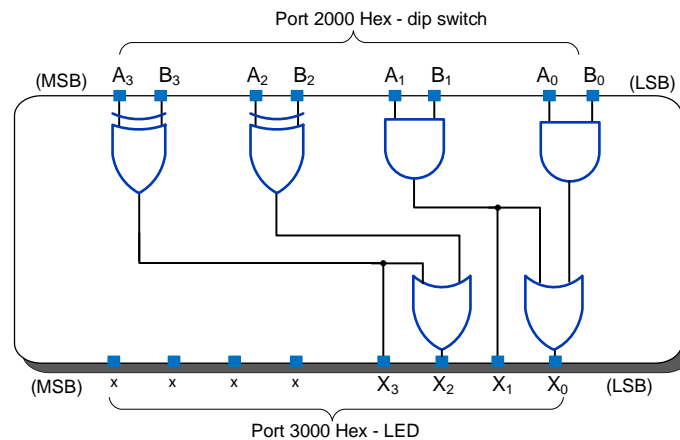 Port 2000 Hex - dip switch
(MSB) A3 B3 A2 B2 A1 B1 A0 B0 (LSB)
(MSB) x x x x X3 X2 X1 X0 (LSB)
Port 3000 Hex - LED